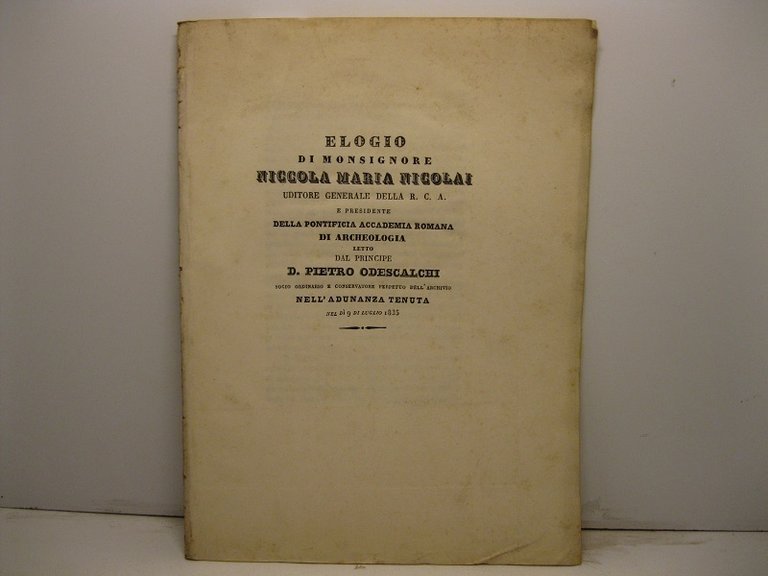 ELOGIO
DI MONSIGNORE
NICCOLA MARIA NICOLAI
UDITORE GENERALE DELLA R. C. A.
E PRESIDENTE
DELLA PONTIFICIA ACCADEMIA ROMANA
DI ARCHEOLOGIA
LETTO
DAL PRINCIPE
D. PIETRO ODESCALCHI
SOCIO ORDINARIO E CONSERVATORE PERPETUO DELL'ARCHIVIO
NELL'ADUNANZA TENUTA
NEL DÌ 9 DI LUGLIO 1835